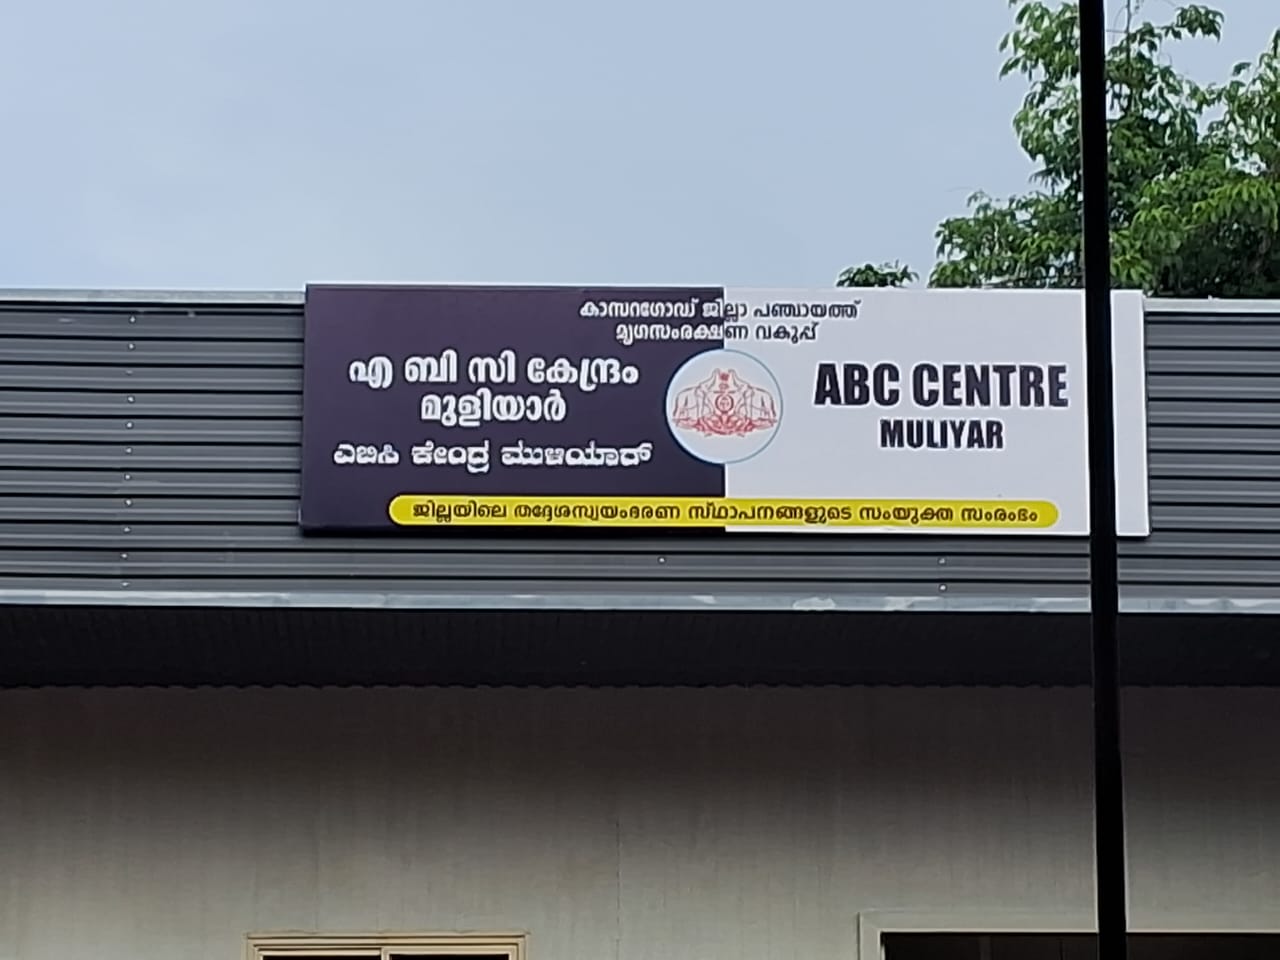 കാസറഗോഡ് ജില്ലാ പഞ്ചായത്ത്
മൃഗസംരക്ഷണ വകുപ്പ്
എ ബി സി കേന്ദ്രം
മുളിയാർ
ಎಬಿಸಿ ಕೇಂದ್ರ ಮುಳಿಯಾರ್
ABC CENTRE
MULIYAR
ജില്ലയിലെ തദ്ദേശസ്വയംഭരണ സ്ഥാപനങ്ങളുടെ സംയുക്ത സംരംഭം